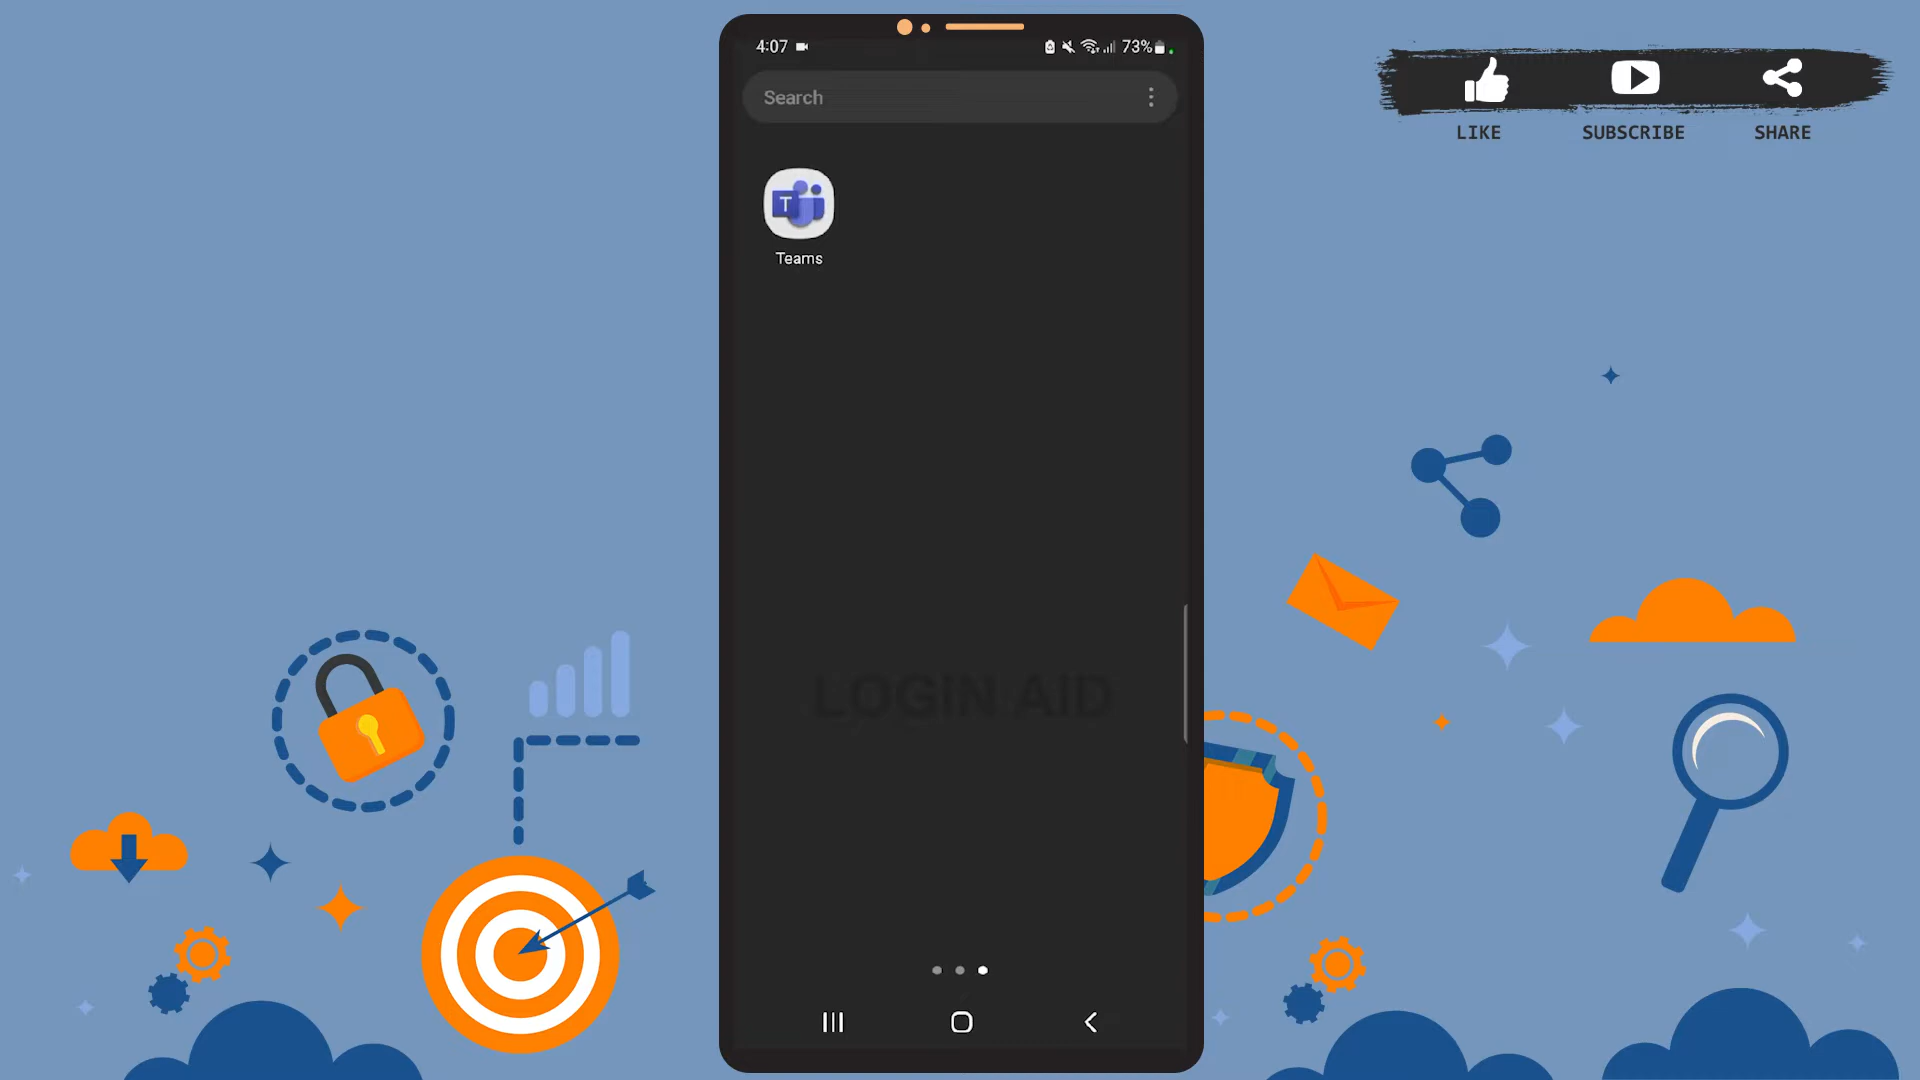 4:07
73%
Search
T
Teams
LOGiN AiD
LIKE SUBSCRIBE SHARE